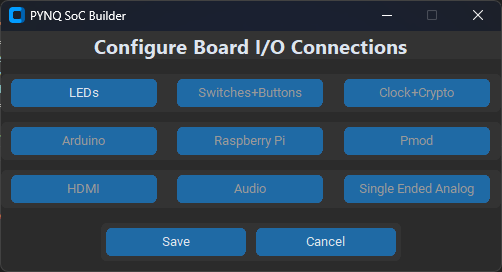 PYNQ SoC Builder
Configure Board I/O Connections
LEDs Switches+Buttons Clock+Crypto
Arduino Raspberry Pi Pmod
HDMI Audio Single Ended Analog
Save Cancel